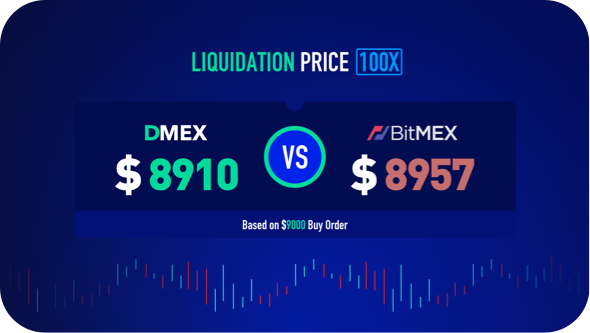 LIQUIDATION PRICE 100X
DMEX
$ 8910
VS
BitMEX
$ 8957
Based on $9000 Buy Order